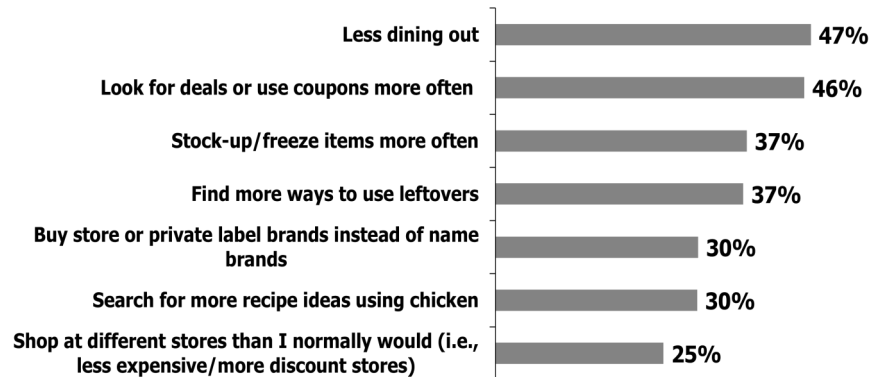 Less dining out
47%
Look for deals or use coupons more often
46%
Stock-up/freeze items more often
37%
Find more ways to use leftovers
37%
Buy store or private label brands instead of name
brands
30%
Search for more recipe ideas using chicken
30%
Shop at different stores than I normally would (i.e.,
less expensive/more discount stores)
25%